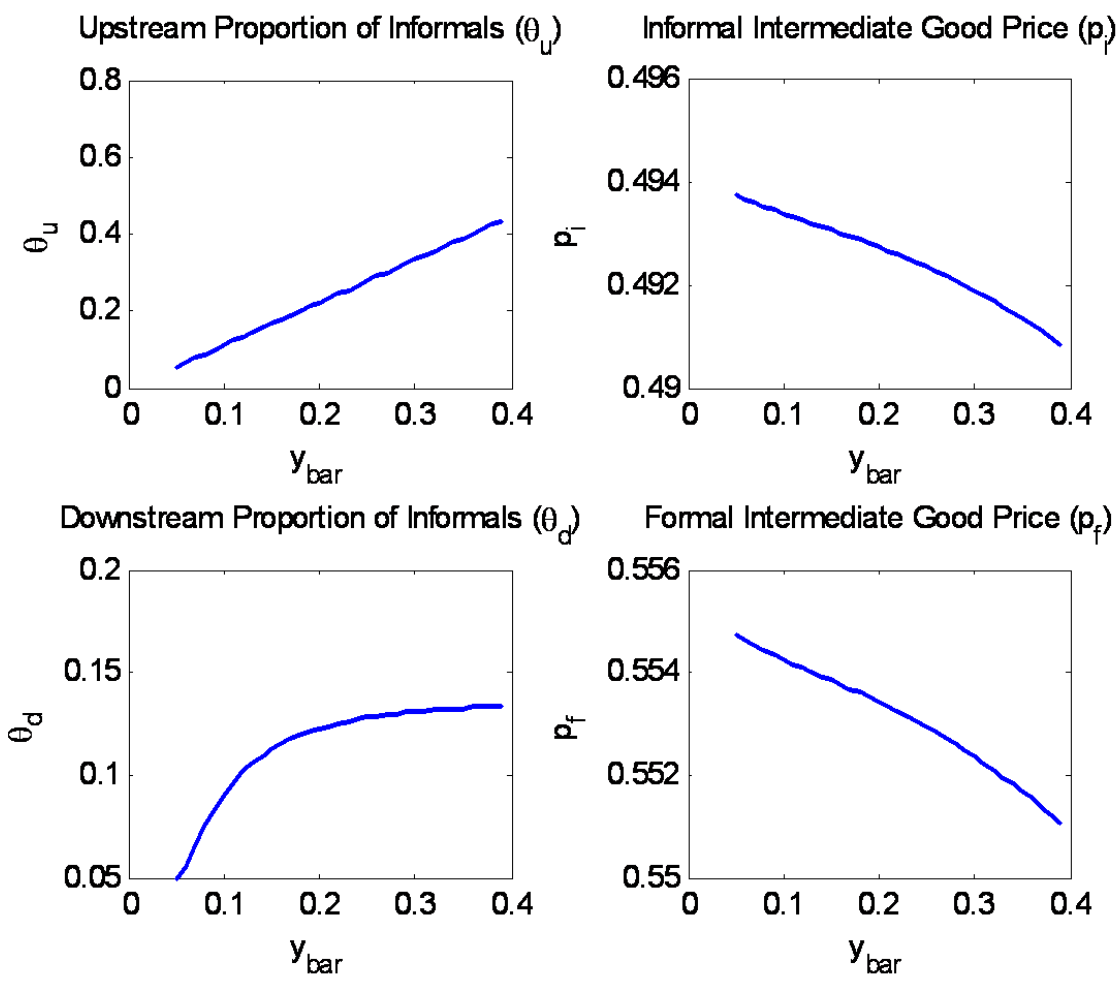 Upstream Proportion of Informals (θu)
0.8
0.6
0.4
0.2
0
θu
0 0.1 0.2 0.3 0.4
ybar
Informal Intermediate Good Price (pi)
0.496
0.494
0.492
0.49
pi
0 0.1 0.2 0.3 0.4
ybar
Downstream Proportion of Informals (θd)
0.2
0.15
0.1
0.05
θd
0 0.1 0.2 0.3 0.4
ybar
Formal Intermediate Good Price (pf)
0.556
0.554
0.552
0.55
pf
0 0.1 0.2 0.3 0.4
ybar